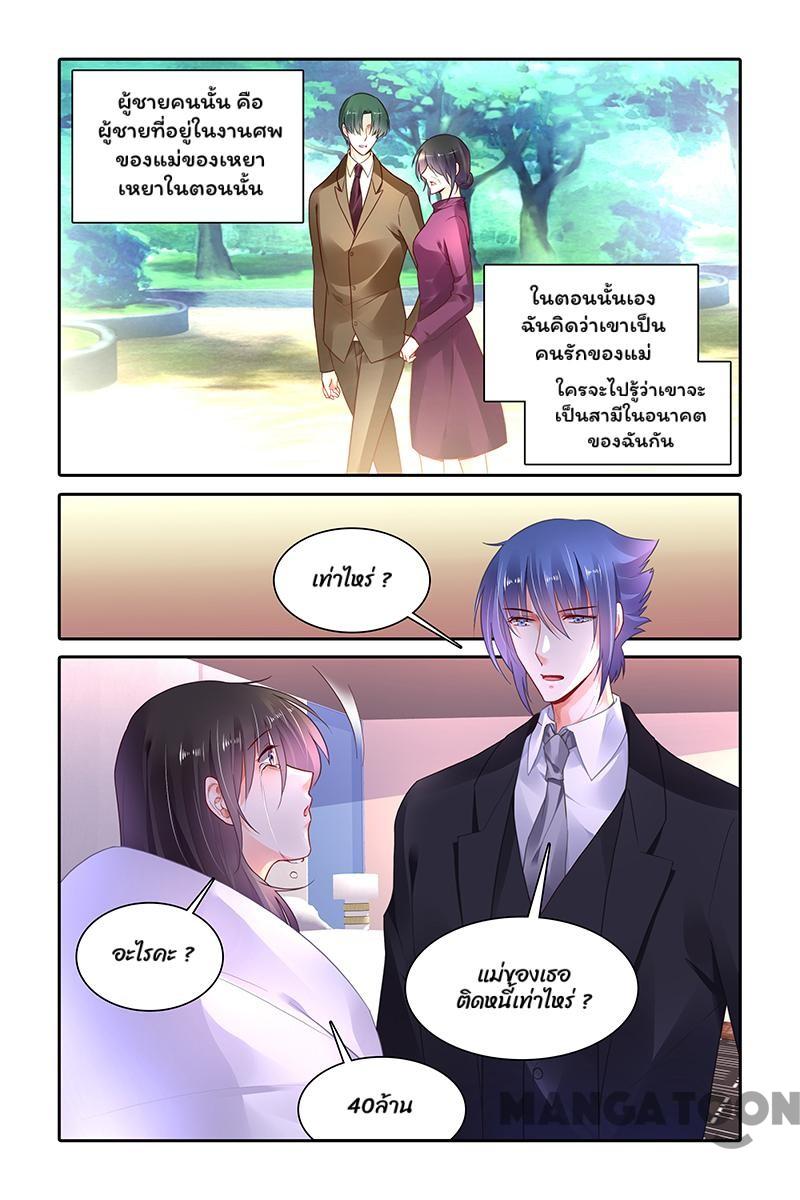 ผู้ชายคนนั้น คือ
ผู้ชายที่อยู่ในงานศพ
ของแม่ของเหยา
เหยาในตอนนั้น
ในตอนนั้นเอง
ฉันคิดว่าเขาเป็น
คนรักของแม่
ใครจะไปรู้ว่าเขาจะ
เป็นสามีในอนาคต
ของฉันกัน
เท่าไหร่ ?
อะไรคะ ?
แม่ของเธอ
ติดหนี้เท่าไหร่ ?
40ล้าน
MANGATOON